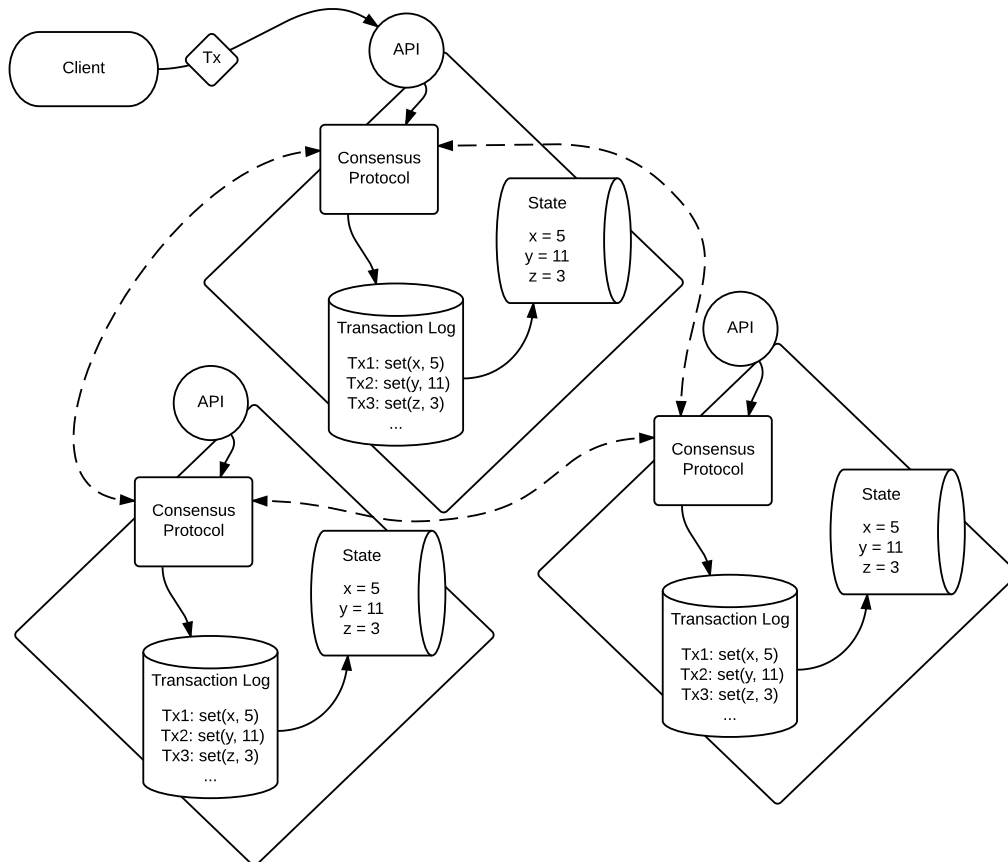 Client
Tx
API
Consensus
Protocol
State
x = 5
y = 11
z = 3
Transaction Log
Tx1: set(x, 5)
Tx2: set(y, 11)
Tx3: set(z, 3)
...
API
Consensus
Protocol
State
x = 5
y = 11
z = 3
Transaction Log
Tx1: set(x, 5)
Tx2: set(y, 11)
Tx3: set(z, 3)
...
API
Consensus
Protocol
State
x = 5
y = 11
z = 3
Transaction Log
Tx1: set(x, 5)
Tx2: set(y, 11)
Tx3: set(z, 3)
...